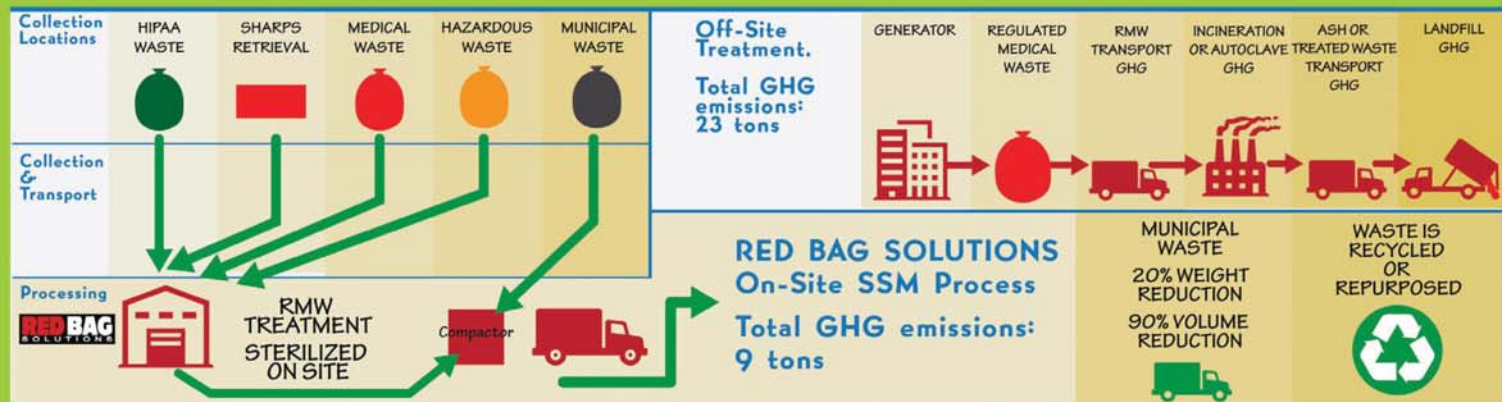 Collection
Locations
HIPAA
WASTE
SHARPS
RETRIEVAL
MEDICAL
WASTE
HAZARDOUS
WASTE
MUNICIPAL
WASTE
Collection
&
Transport
Processing
RED BAG
SOLUTIONS
RMW
TREATMENT
STERILIZED
ON SITE
Compactor
Off-Site
Treatment.
Total GHG
emissions:
23 tons
GENERATOR
REGULATED
MEDICAL
WASTE
RMW
TRANSPORT
GHG
INCINERATION
OR AUTOCLAVE
GHG
ASH OR
TREATED WASTE
TRANSPORT
GHG
LANDFILL
GHG
RED BAG SOLUTIONS
On-Site SSM Process
Total GHG emissions:
9 tons
MUNICIPAL
WASTE
20% WEIGHT
REDUCTION
90% VOLUME
REDUCTION
WASTE IS
RECYCLED
OR
REPURPOSED